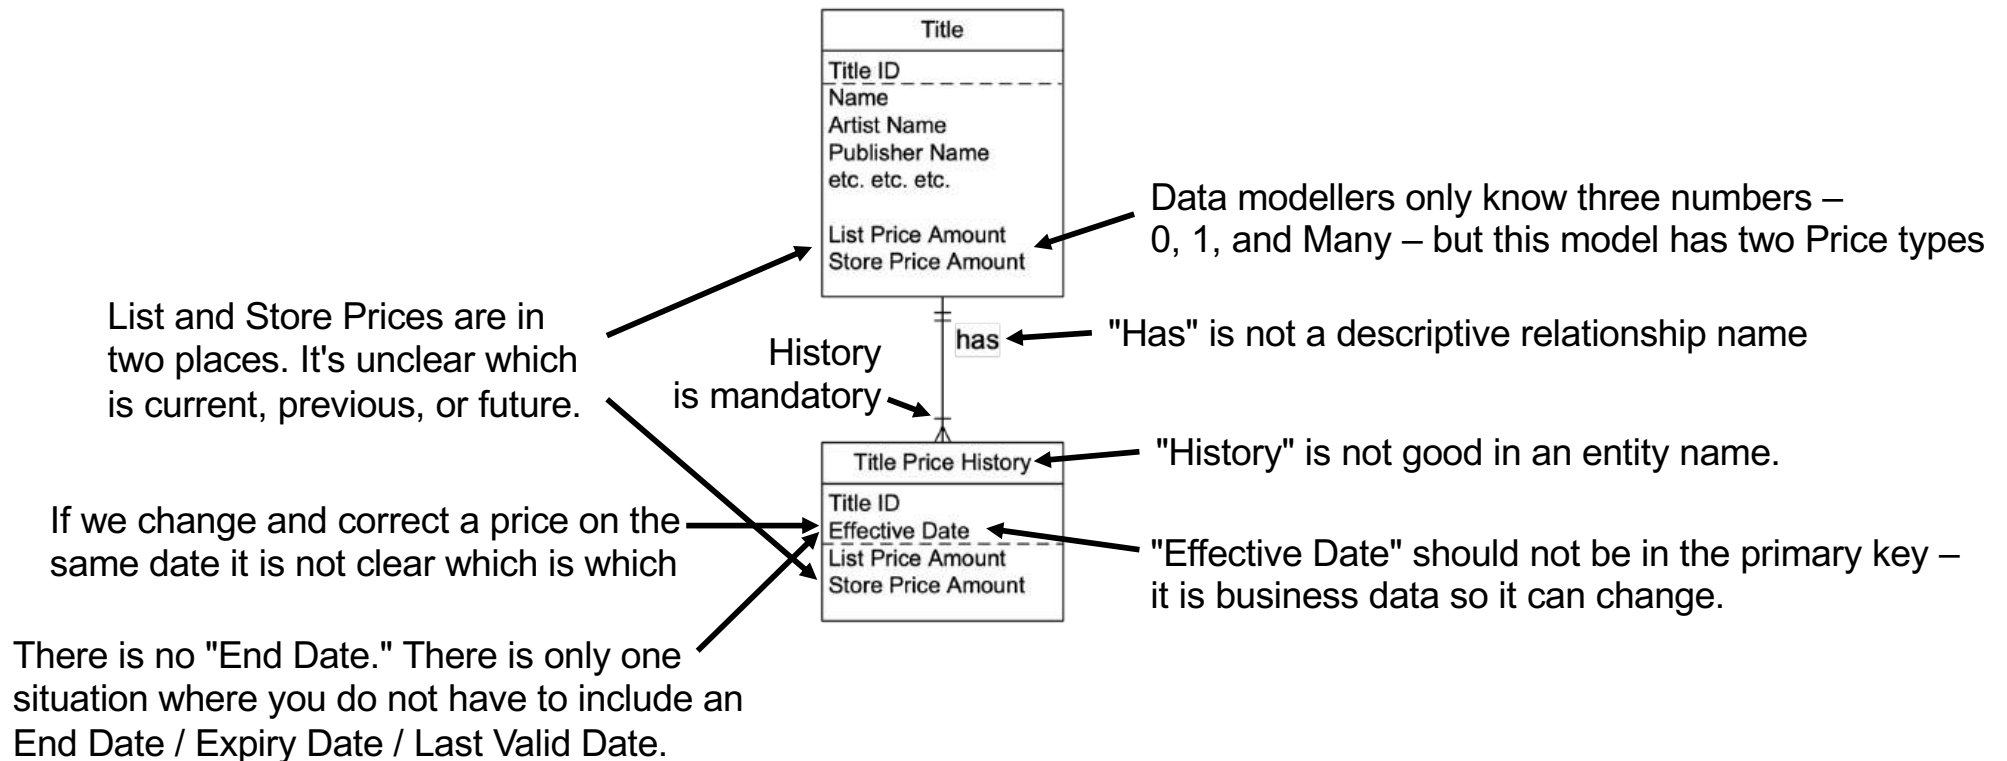 Title
Title ID
Name
Artist Name
Publisher Name
etc. etc. etc.
List Price Amount
Store Price Amount
Data modellers only know three numbers –
0, 1, and Many – but this model has two Price types
List and Store Prices are in
two places. It's unclear which
is current, previous, or future.
has
"Has" is not a descriptive relationship name
History
is mandatory
Title Price History
"History" is not good in an entity name.
Title ID
Effective Date
List Price Amount
Store Price Amount
If we change and correct a price on the
same date it is not clear which is which
"Effective Date" should not be in the primary key –
it is business data so it can change.
There is no "End Date." There is only one
situation where you do not have to include an
End Date / Expiry Date / Last Valid Date.